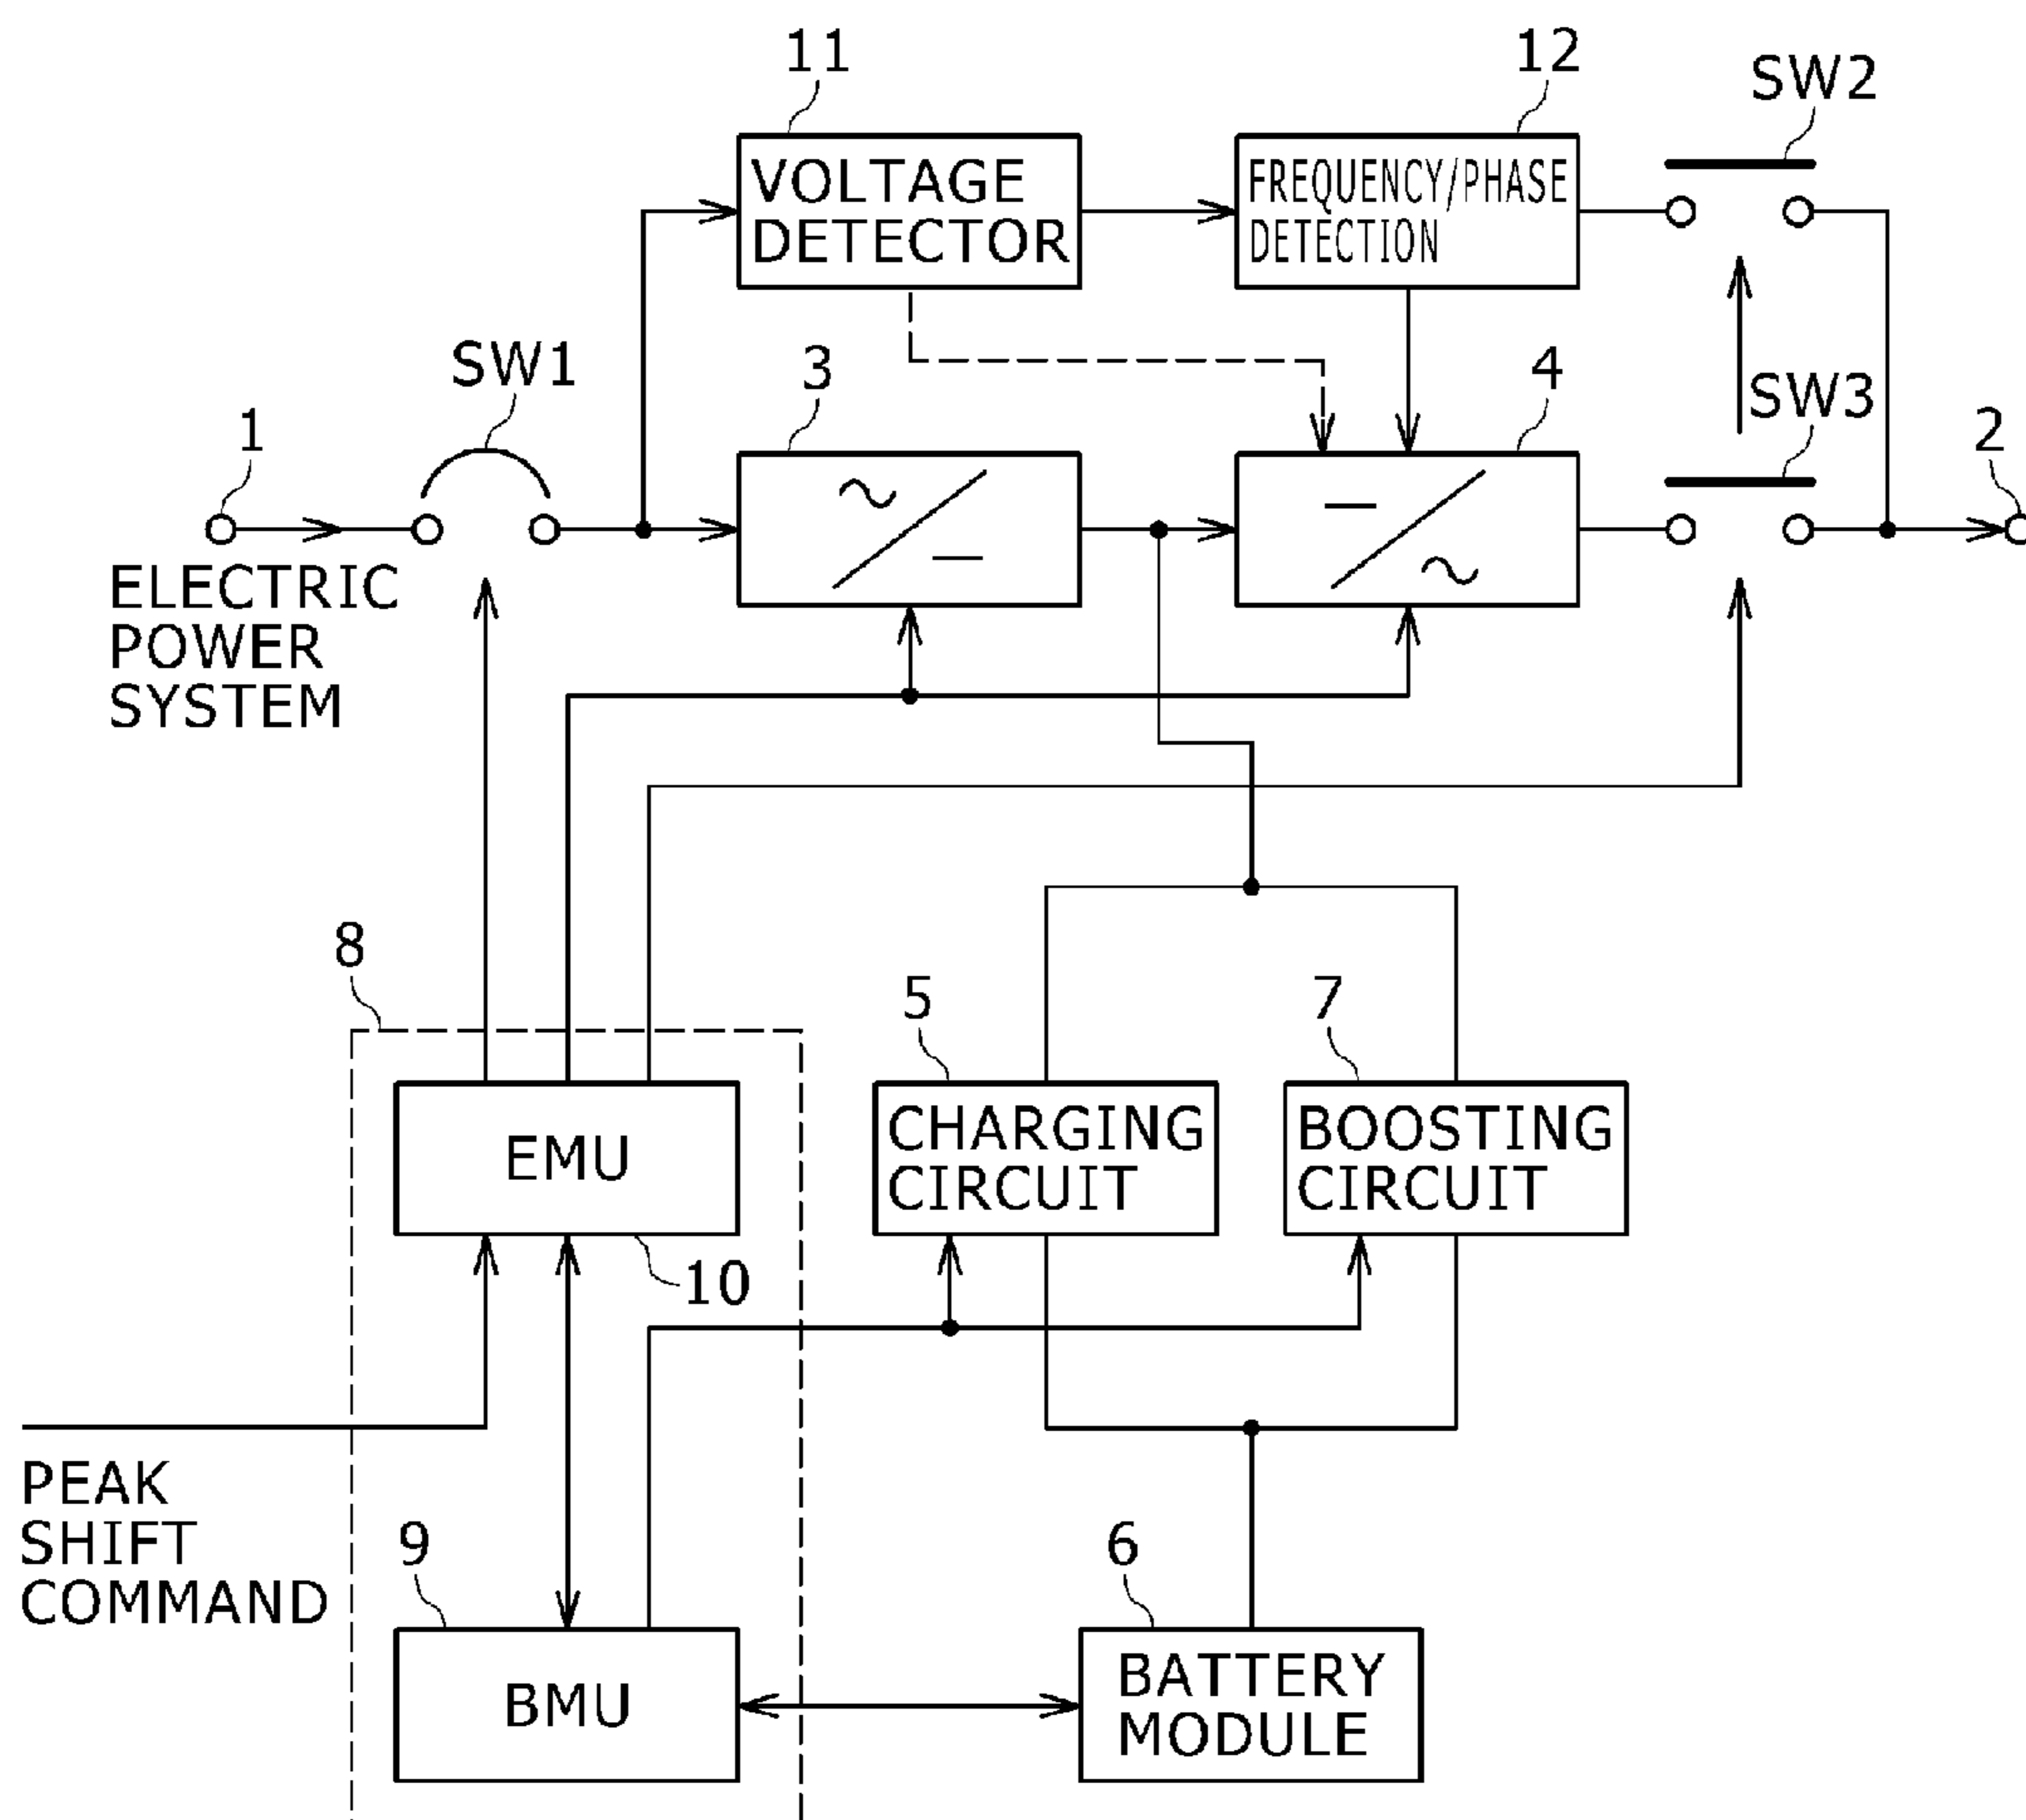 11
12
SW2
VOLTAGE
DETECTOR
FREQUENCY/PHASE
DETECTION
SW1
3
4
SW3
1
2
ELECTRIC
POWER
SYSTEM
8
5
7
EMU
CHARGING
CIRCUIT
BOOSTING
CIRCUIT
10
PEAK
SHIFT
COMMAND
9
6
BMU
BATTERY
MODULE